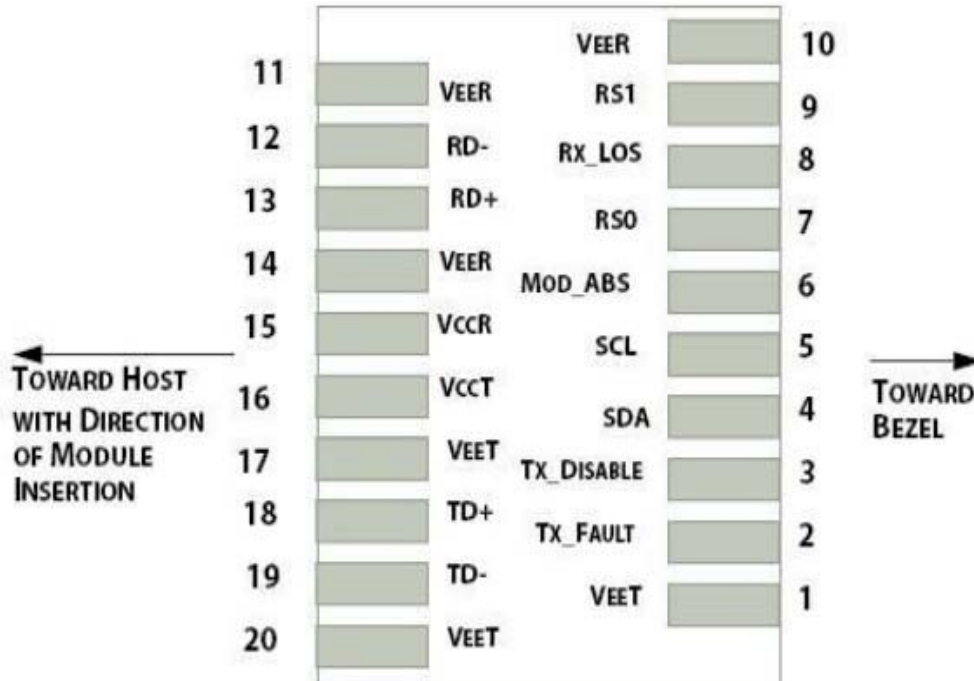 VEER 10
11 VEER
RS1 9
12 RD-
RX_LOS 8
13 RD+
RS0 7
14 VEER
MOD_ABS 6
15 VCCR
SCL 5
TOWARD HOST
WITH DIRECTION
OF MODULE
INSERTION
TOWARD
BEZEL
16 VCCT
SDA 4
17 VEET
TX_DISABLE 3
18 TD+
TX_FAULT 2
19 TD-
VEET 1
20 VEET